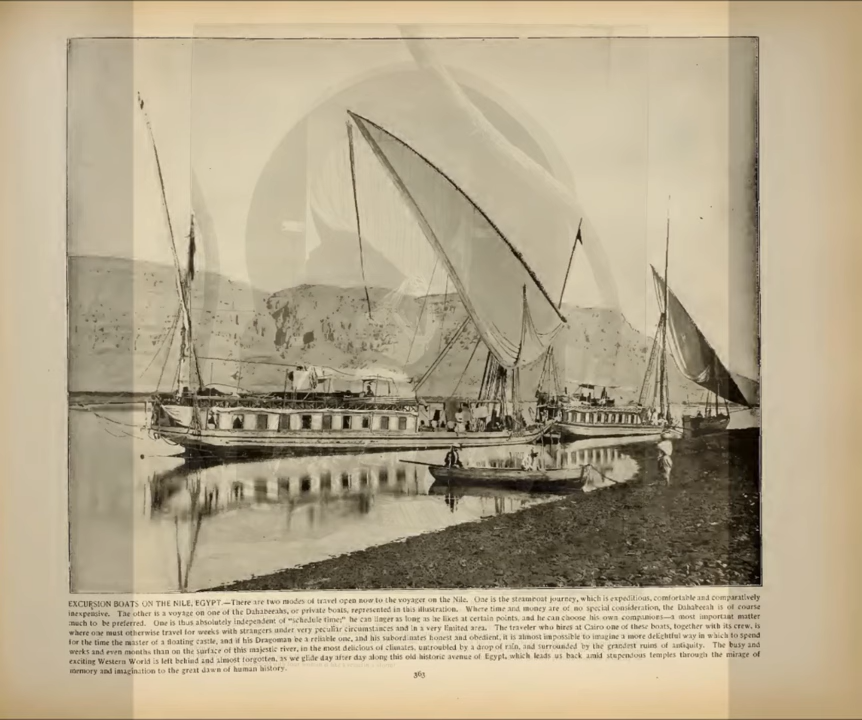 EXCURSION BOATS ON THE NILE, EGYPT.—There are two modes of travel open now to the voyager on the Nile. One is the steamboat journey, which is expeditious, comfortable and comparatively
inexpensive. The other is a voyage on one of the Dahabeeahs, or private boats, represented in this illustration. Where time and money are of no special consideration, the Dahabeeah is of course
much to be preferred. One is thus absolutely independent of "schedule time;" he can linger as long as he likes at certain points, and he can choose his own companions—a most important matter
where one must otherwise travel for weeks with strangers under very peculiar circumstances and in a very limited area. The traveler who hires at Cairo one of these boats, together with its crew, is
for the time the master of a floating castle, and if his Dragoman be a reliable one, and his subordinates honest and obedient, it is almost impossible to imagine a more delightful way in which to spend
weeks and even months than on the surface of this majestic river, in the most delicious of climates, untroubled by a drop of rain, and surrounded by the grandest ruins of antiquity. The busy and
exciting Western World is left behind and almost forgotten, as we glide day after day along this old historic avenue of Egypt, which leads us back amid stupendous temples through the mirage of
memory and imagination to the great dawn of human history.
363